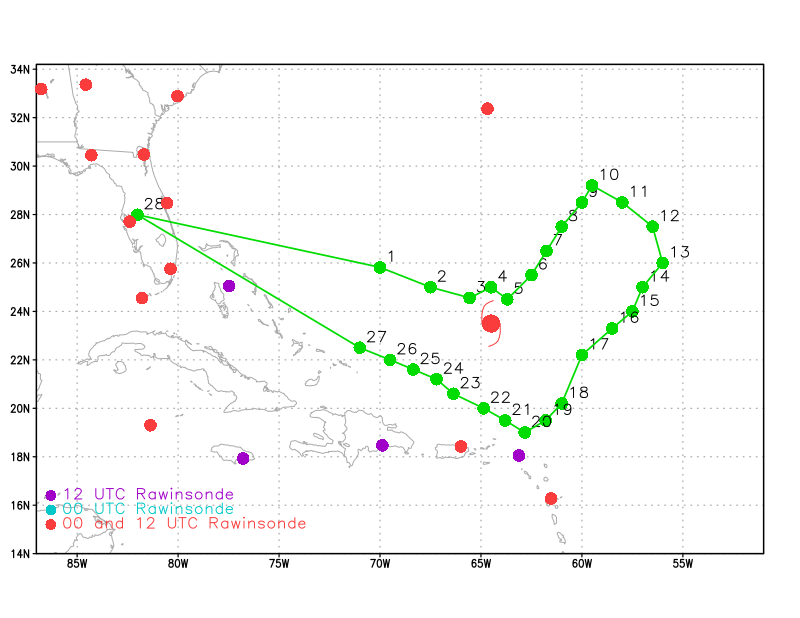 34N
32N
30N
28N
26N
24N
22N
20N
18N
16N
14N
85W
80W
75W
70W
65W
60W
55W
1
2
3
4
5
6
7
8
9
10
11
12
13
14
15
16
17
18
19
20
21
22
23
24
25
26
27
28
12 UTC Rawinsonde
00 UTC Rawinsonde
00 and 12 UTC Rawinsonde